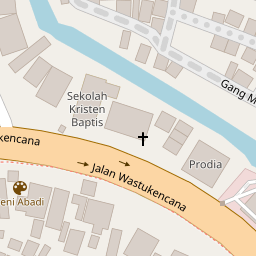 Gang M
Sekolah
Kristen
Baptis
kencana
Jalan Wastukencana
Prodia
eni Abadi